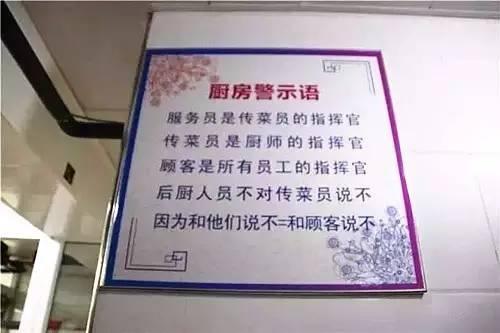 厨房警示语
服务员是传菜员的指挥官
传菜员是厨师的指挥官
顾客是所有员工的指挥官
后厨人员不对传菜员说不
因为和他们说不=和顾客说不